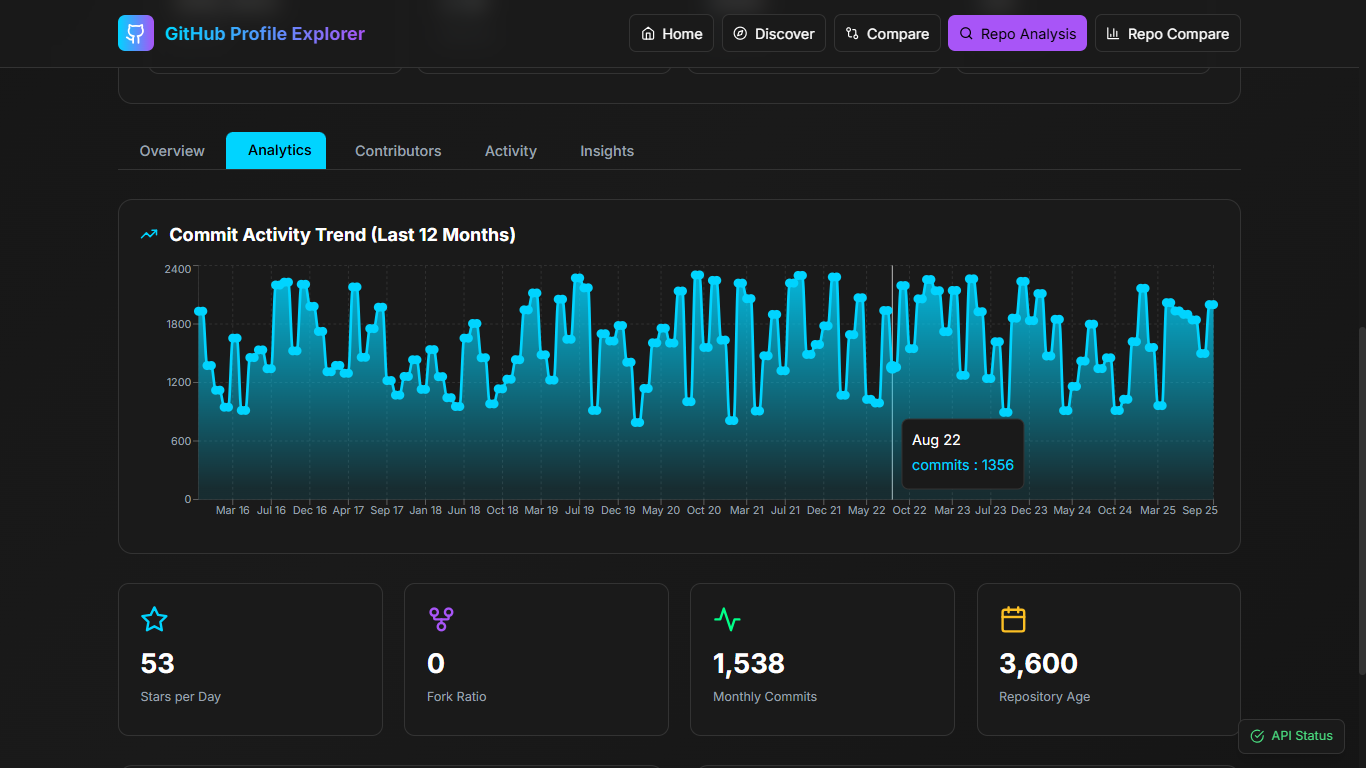 GitHub Profile Explorer
Home
Discover
Compare
Repo Analysis
Repo Compare
Overview
Analytics
Contributors
Activity
Insights
Commit Activity Trend (Last 12 Months)
2400
1800
1200
600
0
Aug 22
commits : 1356
Mar 16 Jul 16 Dec 16 Apr 17 Sep 17 Jan 18 Jun 18 Oct 18 Mar 19 Jul 19 Dec 19 May 20 Oct 20 Mar 21 Jul 21 Dec 21 May 22 Oct 22 Mar 23 Jul 23 Dec 23 May 24 Oct 24 Mar 25 Sep 25
53
Stars per Day
0
Fork Ratio
1,538
Monthly Commits
3,600
Repository Age
API Status